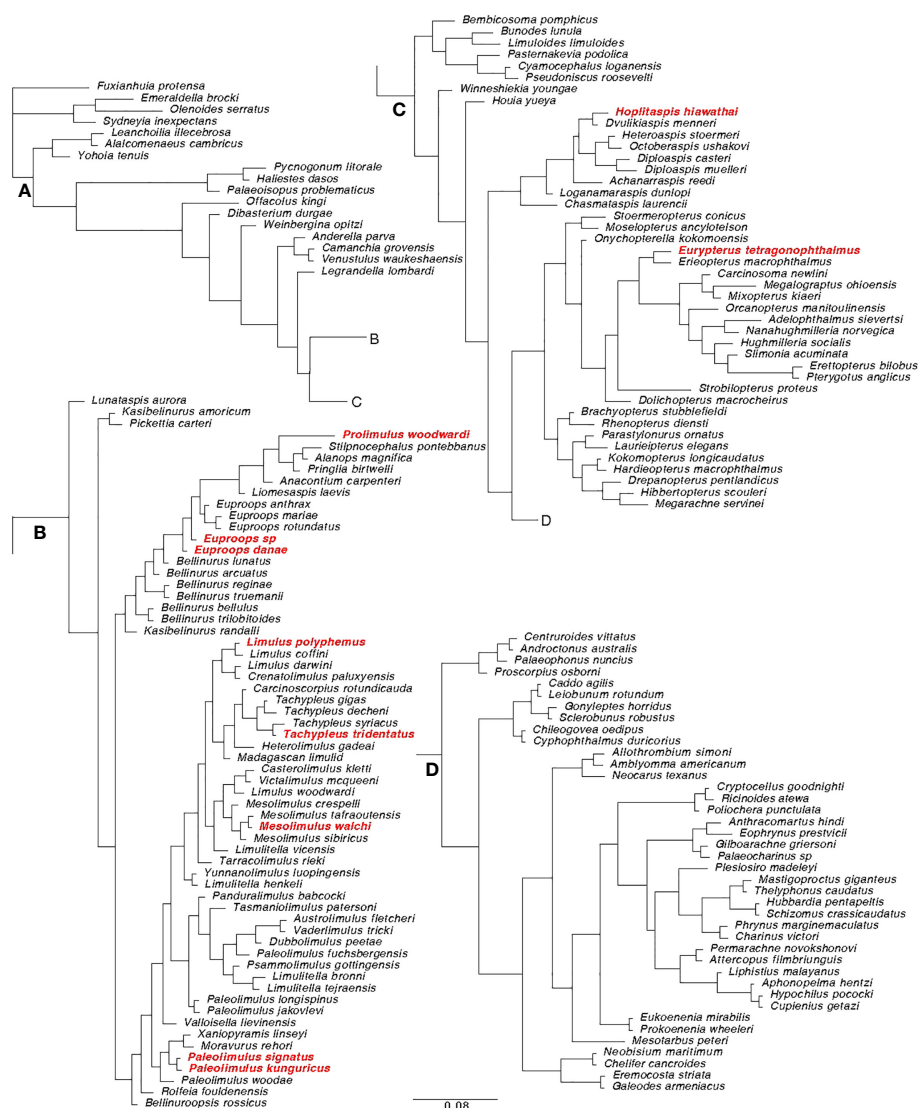 Fuxianhuia protensa
Emeraldella brocki
Olenoides serratus
Sydneyia inexpectans
Leanchoilia illecebrosa
Alalcomenaeus cambricus
Yohoia tenuis
A
Pycnogonum litorale
Haliestes dasos
Palaeoisopus problematicus
Offacolus kingi
Dibasterium durgae
Weinbergina opitzi
Anderella parva
Camanchia grovensis
Venustulus waukeshaensis
Legrandella lombardi
B
C
Lunataspis aurora
Kasibelinurus amoricum
Pickettia carteri
Prolimulus woodwardi
Stilpnocephalus pontebbanus
Alanops magnifica
Pringlia birtwelli
Anacontium carpenteri
Liomesaspis laevis
Euproops anthrax
Euproops mariae
Euproops rotundatus
B
Euproops sp
Euproops danae
Bellinurus lunatus
Bellinurus arcuatus
Bellinurus reginae
Bellinurus truemanii
Bellinurus bellulus
Bellinurus trilobitoides
Kasibelinurus randalli
Limulus polyphemus
Limulus coffini
Limulus darwini
Crenatolimulus paluxyensis
Carcinoscorpius rotundicauda
Tachypleus gigas
Tachypleus decheni
Tachypleus syriacus
Tachypleus tridentatus
Heterolimulus gadeai
Madagascan limulid
Casterolimulus kletti
Victalimulus mcqueeni
Limulus woodwardi
Mesolimulus crespelli
Mesolimulus tafraoutensis
Mesolimulus walchi
Mesolimulus sibiricus
Limulitella vicensis
Tarracolimulus rieki
Yunnanolimulus luopingensis
Limulitella henkeli
Panduralimulus babcocki
Tasmaniolimulus patersoni
Austrolimulus fletcheri
Vaderlimulus tricki
Dubbolimulus peetae
Paleolimulus fuchsbergensis
Psammolimulus gottingensis
Limulitella bronni
Limulitella tejraensis
Paleolimulus longispinus
Paleolimulus jakovlevi
Valloisella lievinensis
Xaniopyramis linseyi
Moravurus rehori
Paleolimulus signatus
Paleolimulus kunguricus
Paleolimulus woodae
Rolfeia fouldenensis
Bellinuroopsis rossicus
Bembicosoma pomphicus
Bunodes lunula
Limuloides limuloides
Pasternakevia podolica
Cyamocephalus loganensis
Pseudoniscus roosevelti
C
Winneshiekia youngae
Houia yueya
Hoplitaspis hiawathai
Dvulikiaspis menneri
Heteroaspis stoermeri
Octoberaspis ushakovi
Diploaspis casteri
Diploaspis muelleri
Achanarraspis reedi
Loganamaraspis dunlopi
Chasmataspis laurencii
Stoermeropterus conicus
Moselopterus ancylotelson
Onychopterella kokomoensis
Eurypterus tetragonophthalmus
Erieopterus macrophthalmus
Carcinosoma newlini
Megalograptus ohioensis
Mixopterus kiaeri
Orcanopterus manitoulinensis
Adelophthalmus sievertsi
Nanahughmilleria norvegica
Hughmilleria socialis
Slimonia acuminata
Erettopterus bilobus
Pterygotus anglicus
Strobilopterus proteus
Dolichopterus macrocheirus
Brachyopterus stubblefieldi
Rhenopterus diensti
Parastylonurus ornatus
Laurieipterus elegans
Kokomopterus longicaudatus
Hardieopterus macrophthalmus
Drepanopterus pentlandicus
Hibbertopterus scouleri
Megarachne servinei
D
Centruroides vittatus
Androctonus australis
Palaeophonus nuncius
Proscorpius osborni
Caddo agilis
Leiobunum rotundum
Gonyleptes horridus
Sclerobunus robustus
Chileogovea oedipus
Cyphophthalmus duricorius
D
Allothrombium simoni
Amblyomma americanum
Neocarus texanus
Cryptocellus goodnighti
Ricinoides atewa
Poliochera punctulata
Anthracomartus hindi
Eophrynus prestvicii
Gilboarachne griersoni
Palaeocharinus sp
Plesiosiro madeleyi
Mastigoproctus giganteus
Thelyphonus caudatus
Hubbardia pentapeltis
Schizomus crassicaudatus
Phrynus marginemaculatus
Charinus victori
Permarachne novokshonovi
Attercopus filmbriunguis
Liphistius malayanus
Aphonopelma hentzi
Hypochilus pococki
Cupienius getazi
Eukoenenia mirabilis
Prokoenenia wheeleri
Mesotarbus peteri
Neobisium maritimum
Chelifer cancroides
Eremocosta striata
Galeodes armeniacus
0.08